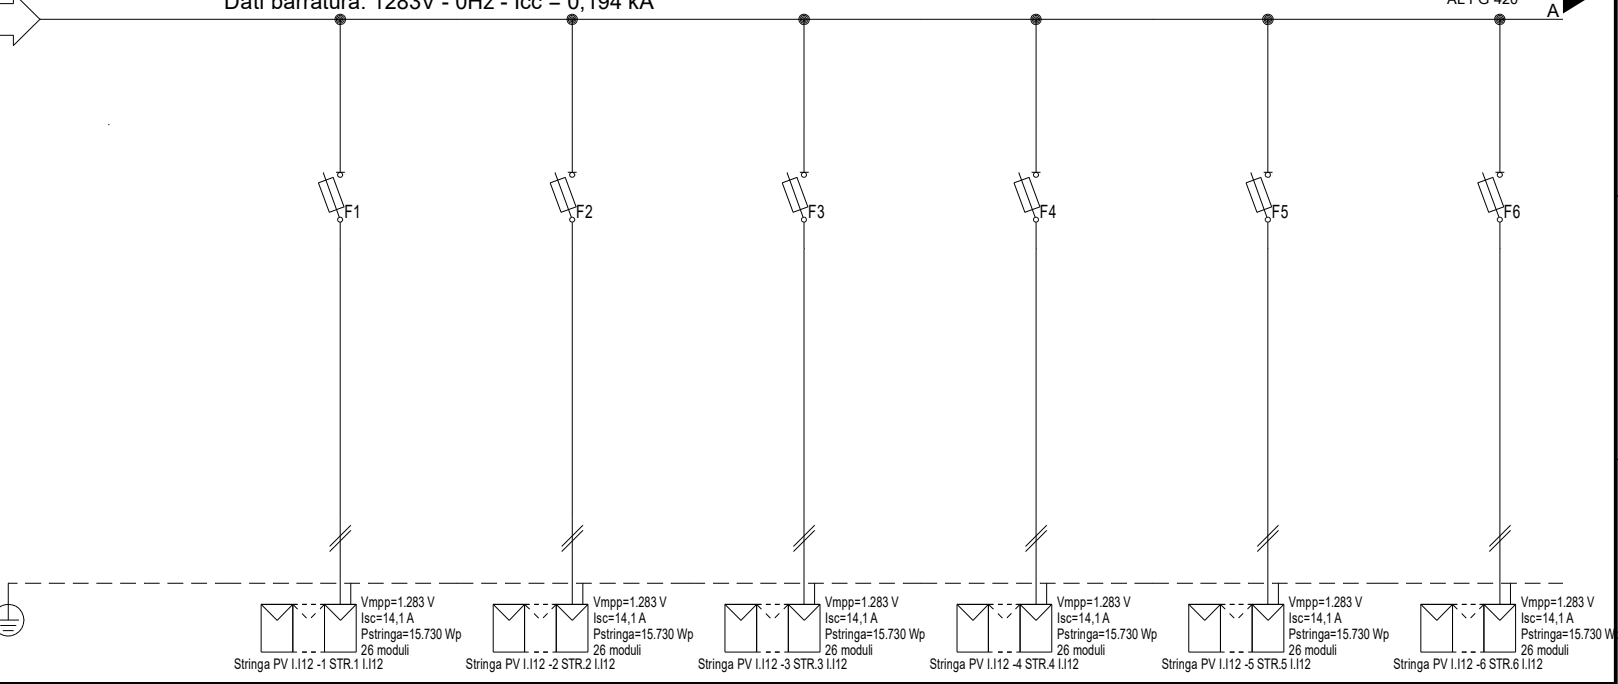 Dati barratura: 1283V - 0Hz - Icc = 0,194 kA
A
F1
F2
F3
F4
F5
F6
Vmpp=1.283 V
Isc=14,1 A
Pstringa=15.730 Wp
26 moduli
Stringa PV I.I12 -1 STR.1 I.I12
Vmpp=1.283 V
Isc=14,1 A
Pstringa=15.730 Wp
26 moduli
Stringa PV I.I12 -2 STR.2 I.I12
Vmpp=1.283 V
Isc=14,1 A
Pstringa=15.730 Wp
26 moduli
Stringa PV I.I12 -3 STR.3 I.I12
Vmpp=1.283 V
Isc=14,1 A
Pstringa=15.730 Wp
26 moduli
Stringa PV I.I12 -4 STR.4 I.I12
Vmpp=1.283 V
Isc=14,1 A
Pstringa=15.730 Wp
26 moduli
Stringa PV I.I12 -5 STR.5 I.I12
Vmpp=1.283 V
Isc=14,1 A
Pstringa=15.730 W
26 moduli
Stringa PV I.I12 -6 STR.6 I.I12